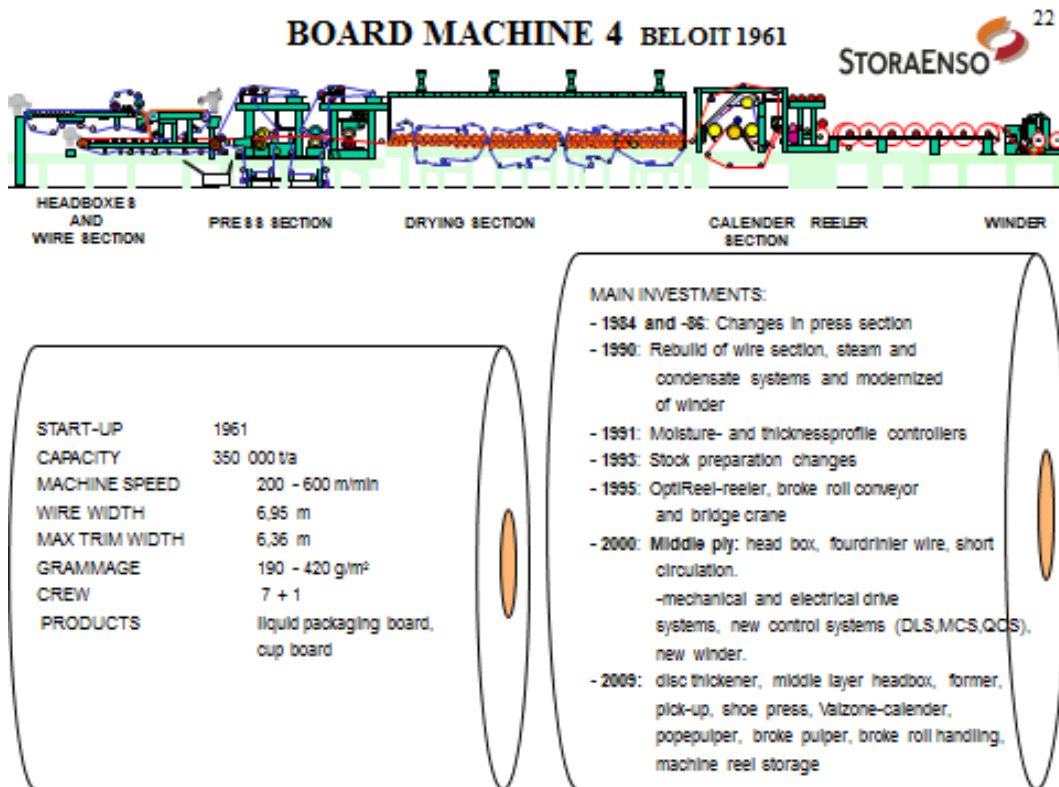 22
BOARD MACHINE 4 BELOIT 1961
STORAENSO
HEADBOXES
AND
WIRE SECTION
PRESS SECTION
DRYING SECTION
CALENDER
SECTION
REELER
WINDER
START-UP 1961
CAPACITY 350 000 t/a
MACHINE SPEED 200 - 600 m/min
WIRE WIDTH 6,95 m
MAX TRIM WIDTH 6,36 m
GRAMMAGE 190 - 420 g/m²
CREW 7 + 1
PRODUCTS liquid packaging board,
cup board
MAIN INVESTMENTS:
- 1984 and -86: Changes in press section
- 1990: Rebuild of wire section, steam and
condensate systems and modernized
of winder
- 1991: Moisture- and thicknessprofile controllers
- 1993: Stock preparation changes
- 1995: OptiReel-reeler, broke roll conveyor
and bridge crane
- 2000: Middle ply: head box, fourdrinier wire, short
circulation.
-mechanical and electrical drive
systems, new control systems (DLS,MCS,QCS),
new winder.
- 2009: disc thickener, middle layer headbox, former,
pick-up, shoe press, Valzone-calender,
popepulper, broke pulper, broke roll handling,
machine reel storage